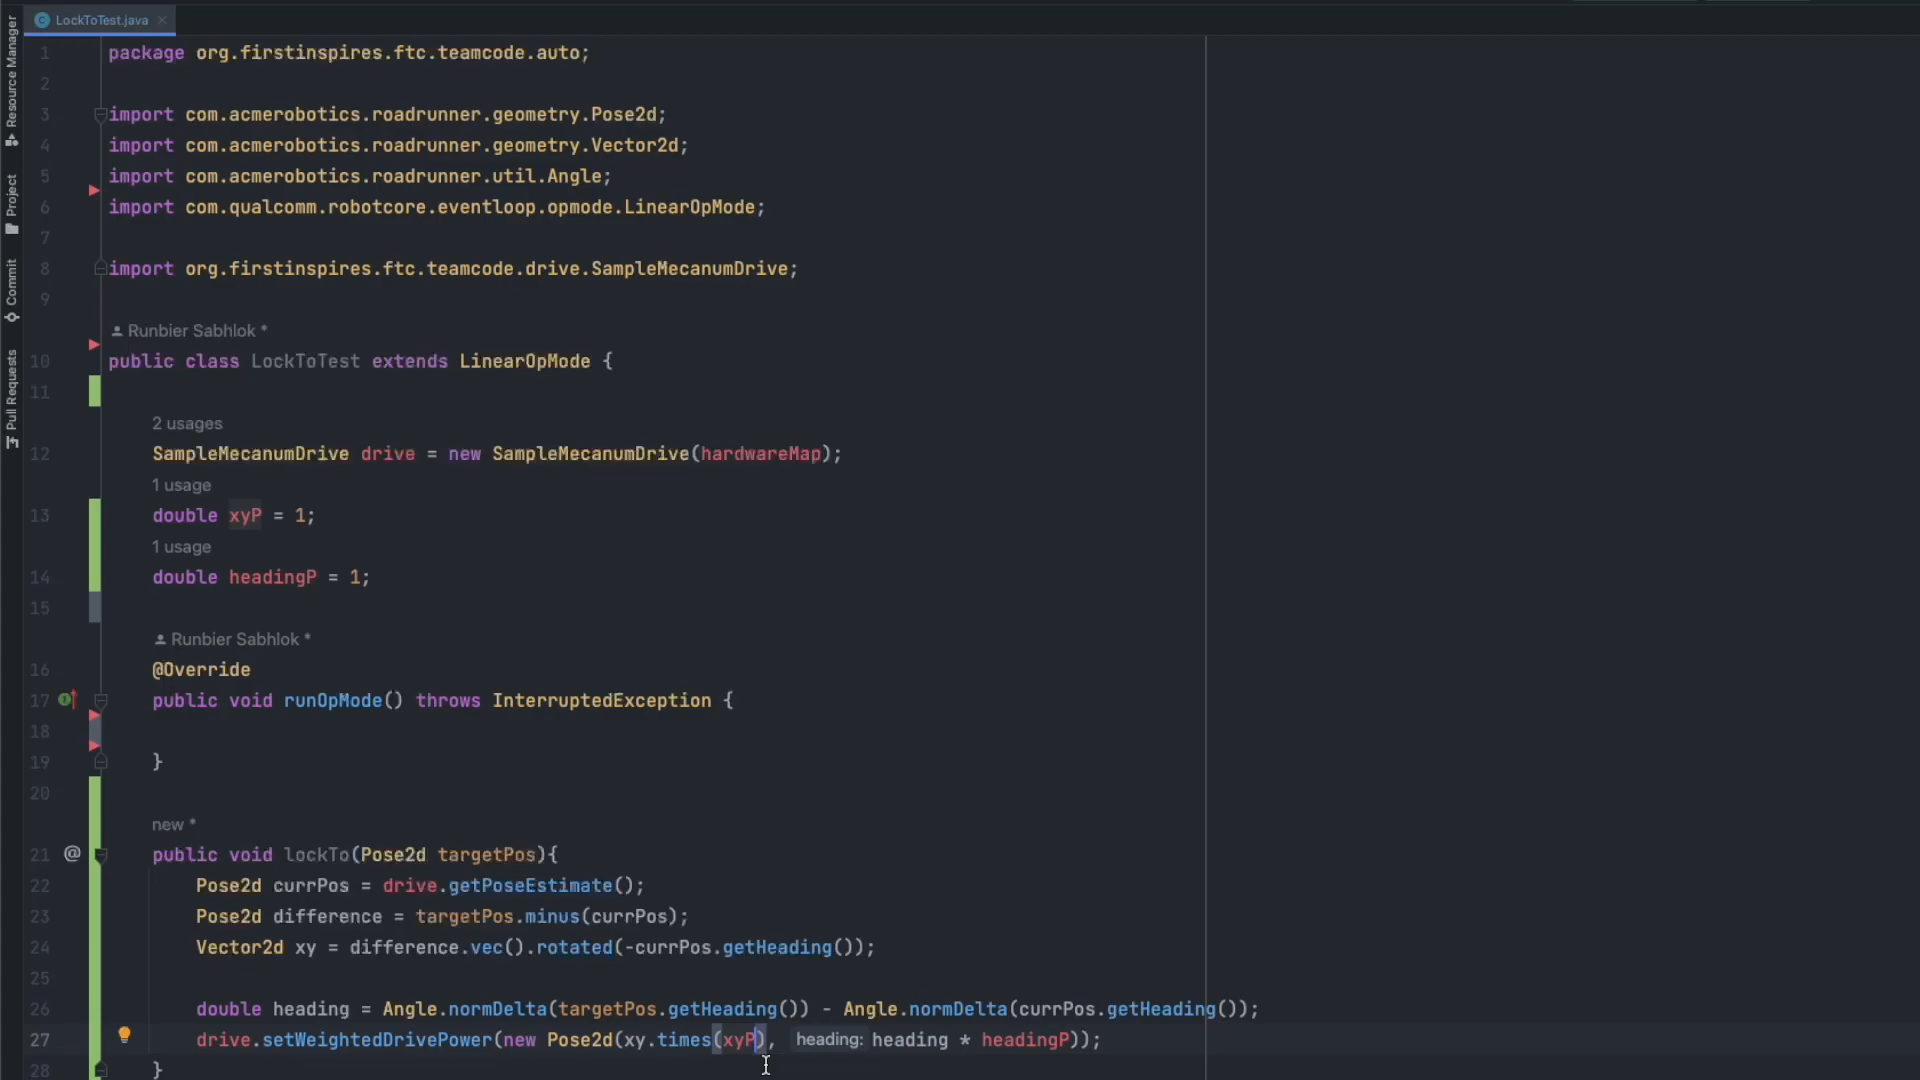 LockToTest.java
Resource Manager
Project
Commit
Pull Requests
1 package org.firstinspires.ftc.teamcode.auto;
2
3 import com.acmerobotics.roadrunner.geometry.Pose2d;
4 import com.acmerobotics.roadrunner.geometry.Vector2d;
5 import com.acmerobotics.roadrunner.util.Angle;
6 import com.qualcomm.robotcore.eventloop.opmode.LinearOpMode;
7
8 import org.firstinspires.ftc.teamcode.drive.SampleMecanumDrive;
9
Runbier Sabhlok *
10 public class LockToTest extends LinearOpMode {
11
2 usages
12 SampleMecanumDrive drive = new SampleMecanumDrive(hardwareMap);
1 usage
13 double xyP = 1;
1 usage
14 double headingP = 1;
15
Runbier Sabhlok *
16 @Override
17 public void runOpMode() throws InterruptedException {
18
19 }
20
new *
21 @ public void lockTo(Pose2d targetPos){
22 Pose2d currPos = drive.getPoseEstimate();
23 Pose2d difference = targetPos.minus(currPos);
24 Vector2d xy = difference.vec().rotated(-currPos.getHeading());
25
26 double heading = Angle.normDelta(targetPos.getHeading()) - Angle.normDelta(currPos.getHeading());
27 drive.setWeightedDrivePower(new Pose2d(xy.times(xyP), heading: heading * headingP));
28 }